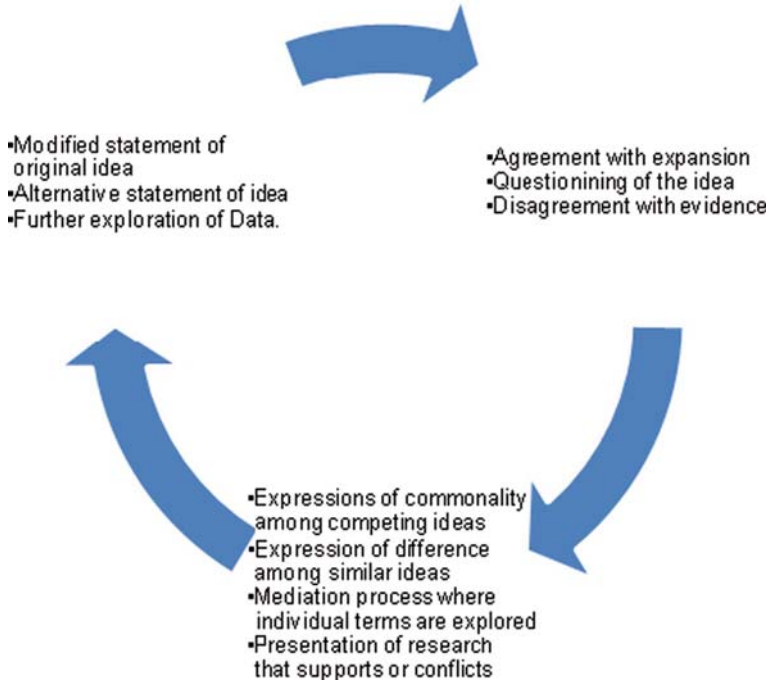 ▪Modified statement of
original idea
▪Alternative statement of idea
▪Further exploration of Data.
▪Agreement with expansion
▪Questionining of the idea
▪Disagreement with evidence
▪Expressions of commonality
among competing ideas
▪Expression of difference
among similar ideas
▪Mediation process where
individual terms are explored
▪Presentation of research
that supports or conflicts